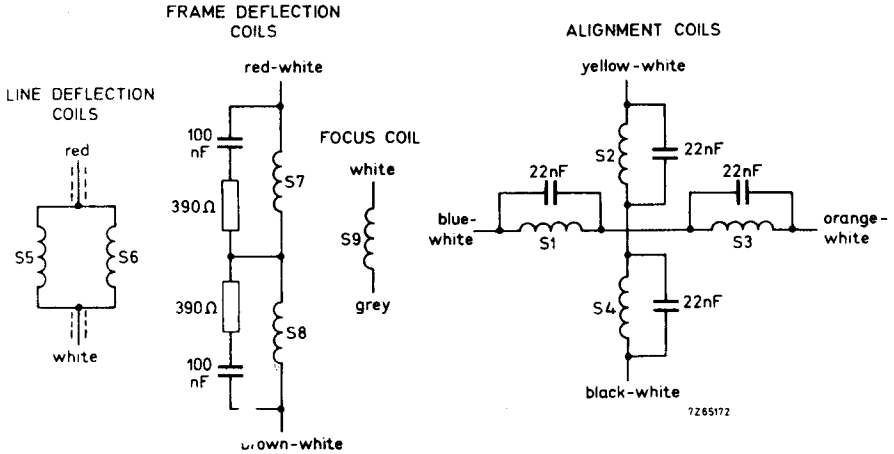 FRAME DEFLECTION
COILS
red-white
100
nF
S7
390Ω
390Ω
S8
100
nF
LINE DEFLECTION
COILS
red
S5
S6
white
FOCUS COIL
white
S9
grey
ALIGNMENT COILS
yellow-white
S2
22nF
22nF
22nF
blue-
white
S1
S3
orange-
white
S4
22nF
black-white
7Z65172